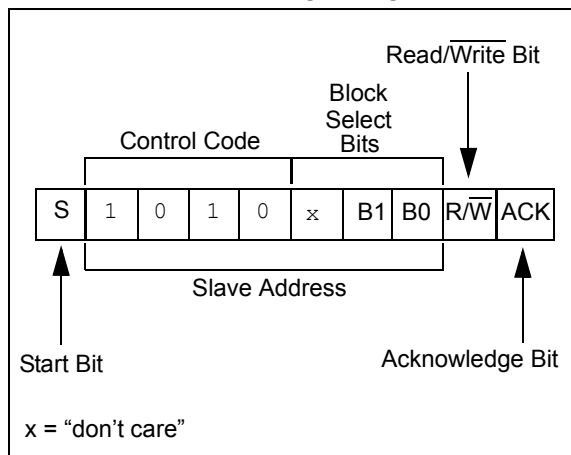 Read/Write Bit
Block
Select
Bits
Control Code
S 1 0 1 0 x B1 B0 R/W ACK
Slave Address
Start Bit
Acknowledge Bit
x = “don’t care”